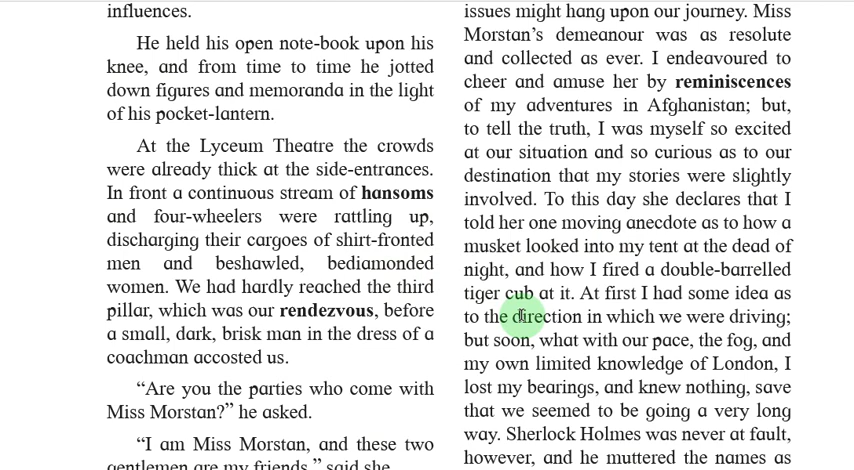 influences.
He held his open note-book upon his
knee, and from time to time he jotted
down figures and memoranda in the light
of his pocket-lantern.
At the Lyceum Theatre the crowds
were already thick at the side-entrances.
In front a continuous stream of hansoms
and four-wheelers were rattling up,
discharging their cargoes of shirt-fronted
men and beshawled, bediamonded
women. We had hardly reached the third
pillar, which was our rendezvous, before
a small, dark, brisk man in the dress of a
coachman accosted us.
“Are you the parties who come with
Miss Morstan?” he asked.
“I am Miss Morstan, and these two
gentlemen are my friends,” said she.
issues might hang upon our journey. Miss
Morstan’s demeanour was as resolute
and collected as ever. I endeavoured to
cheer and amuse her by reminiscences
of my adventures in Afghanistan; but,
to tell the truth, I was myself so excited
at our situation and so curious as to our
destination that my stories were slightly
involved. To this day she declares that I
told her one moving anecdote as to how a
musket looked into my tent at the dead of
night, and how I fired a double-barrelled
tiger cub at it. At first I had some idea as
to the direction in which we were driving;
but soon, what with our pace, the fog, and
my own limited knowledge of London, I
lost my bearings, and knew nothing, save
that we seemed to be going a very long
way. Sherlock Holmes was never at fault,
however, and he muttered the names as